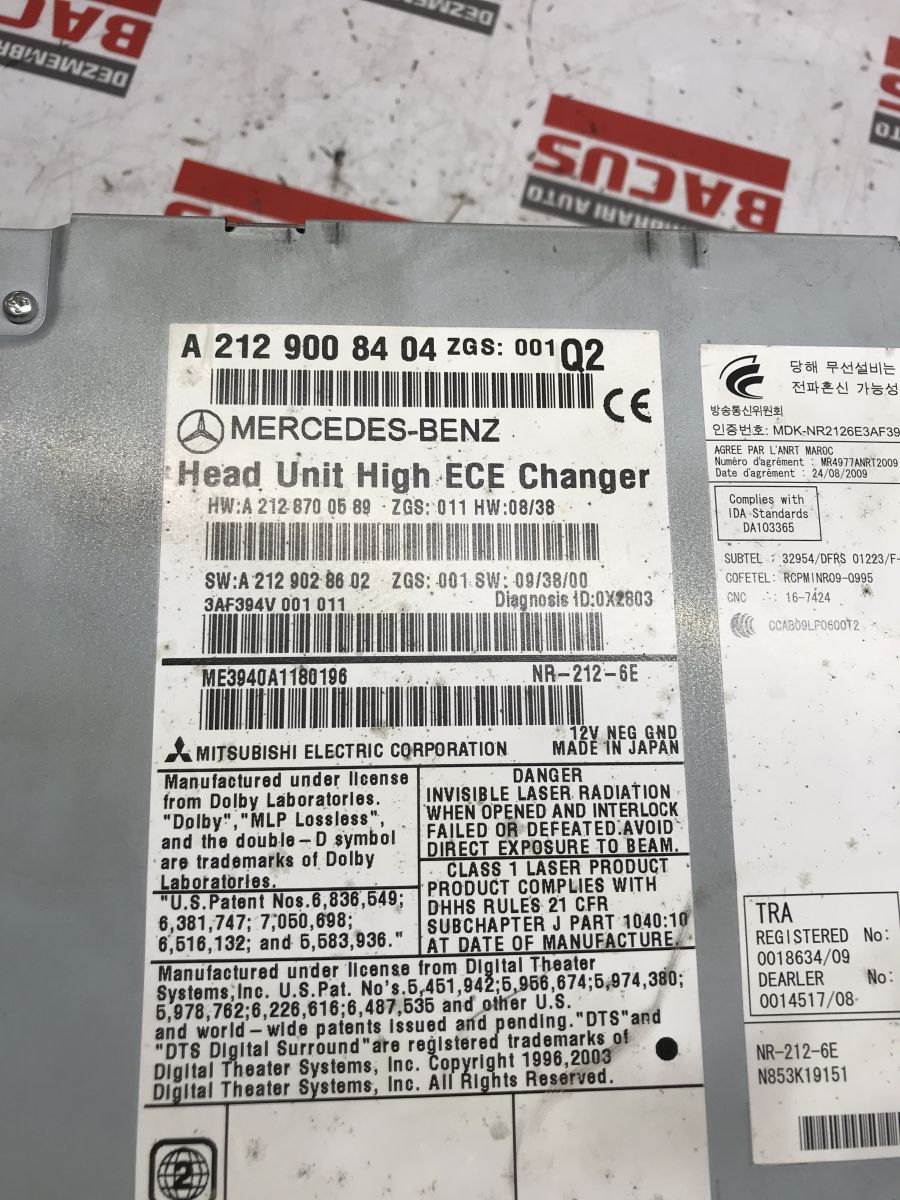 BACUS
DEZMEMBRARI AUTO
A 212 900 84 04 ZGS: 001 Q2
CE
MERCEDES-BENZ
Head Unit High ECE Changer
HW:A 212 870 05 89 ZGS: 011 HW:08/38
SW:A 212 902 86 02 ZGS: 001 SW: 09/38/00
3AF394V 001 011 Diagnosis ID:0X2803
ME3940A1180196 NR-212-6E
12V NEG GND
MITSUBISHI ELECTRIC CORPORATION MADE IN JAPAN
Manufactured under license
from Dolby Laboratories.
"Dolby","MLP Lossless",
and the double-D symbol
are trademarks of Dolby
Laboratories.
"U.S.Patent Nos.6,836,549;
6,381,747; 7,050,698;
6,516,132; and 5,583,936."
DANGER
INVISIBLE LASER RADIATION
WHEN OPENED AND INTERLOCK
FAILED OR DEFEATED.AVOID
DIRECT EXPOSURE TO BEAM.
CLASS 1 LASER PRODUCT
PRODUCT COMPLIES WITH
DHHS RULES 21 CFR
SUBCHAPTER J PART 1040:10
AT DATE OF MANUFACTURE.
Manufactured under license from Digital Theater
Systems,Inc. U.S.Pat. No's.5,451,942;5,956,674;5,974,380;
5,978,762;6,226,616;6,487,535 and other U.S.
and world-wide patents issued and pending."DTS"and
"DTS Digital Surround"are registered trademarks of
Digital Theater Systems, Inc. Copyright 1996,2003
Digital Theater Systems, Inc. All Rights Reserved.
2
당해 무선설비는
전파혼신 가능성
방송통신위원회
인증번호: MDK-NR2126E3AF39
AGREE PAR L'ANRT MAROC
Numéro d'agrément : MR4977ANRT2009
Date d'agrément : 24/08/2009
Complies with
IDA Standards
DA103365
SUBTEL : 32954/DFRS 01223/F-
COFETEL: RCPMINR09-0995
CNC : 16-7424
CCAB09LP0600T2
TRA
REGISTERED No:
0018634/09
DEARLER No:
0014517/08
NR-212-6E
N853K19151